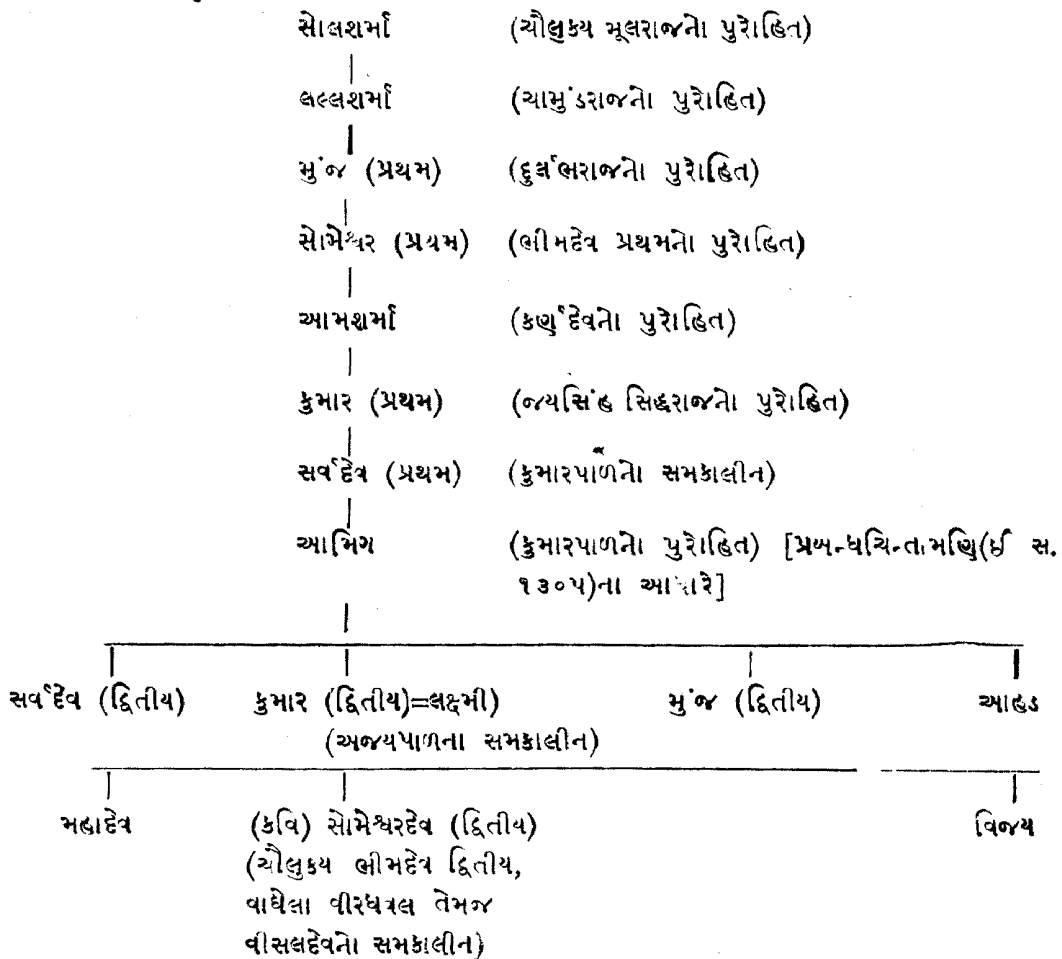 સોલશર્મા (ચૌલુક્ય મૂલરાજનો પુરોહિત)
લલ્લશર્મા (ચામુંડરાજનો પુરોહિત)
મુંજ (પ્રથમ) (દુર્લભરાજનો પુરોહિત)
સોમેશ્વર (પ્રથમ) (ભીમદેવ પ્રથમનો પુરોહિત)
આમશર્મા (કર્ણદેવનો પુરોહિત)
કુમાર (પ્રથમ) (જયસિંહ સિદ્ધરાજનો પુરોહિત)
સર્વદેવ (પ્રથમ) (કુમારપાળનો સમકાલીન)
આમિગ (કુમારપાળનો પુરોહિત) [પ્રબન્ધચિન્તામણિ(ઈ સ.
૧૩૦૫)ના આધારે]
સર્વદેવ (દ્વિતીય) કુમાર (દ્વિતીય)=લક્ષ્મી) મુંજ (દ્વિતીય) આહડ
(અજયપાળના સમકાલીન)
મહાદેવ (કવિ) સોમેશ્વરદેવ (દ્વિતીય) વિજય
(ચૌલુક્ય ભીમદેવ દ્વિતીય,
વાઘેલા વીરધવલ તેમજ
વીસલદેવનો સમકાલીન)